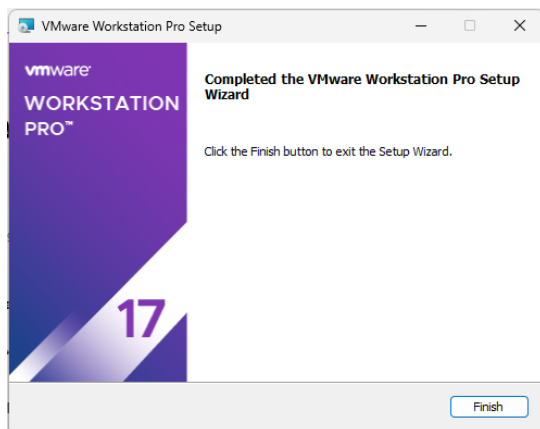 VMware Workstation Pro Setup
vmware®
WORKSTATION
PRO™
Completed the VMware Workstation Pro Setup
Wizard
Click the Finish button to exit the Setup Wizard.
17
Finish